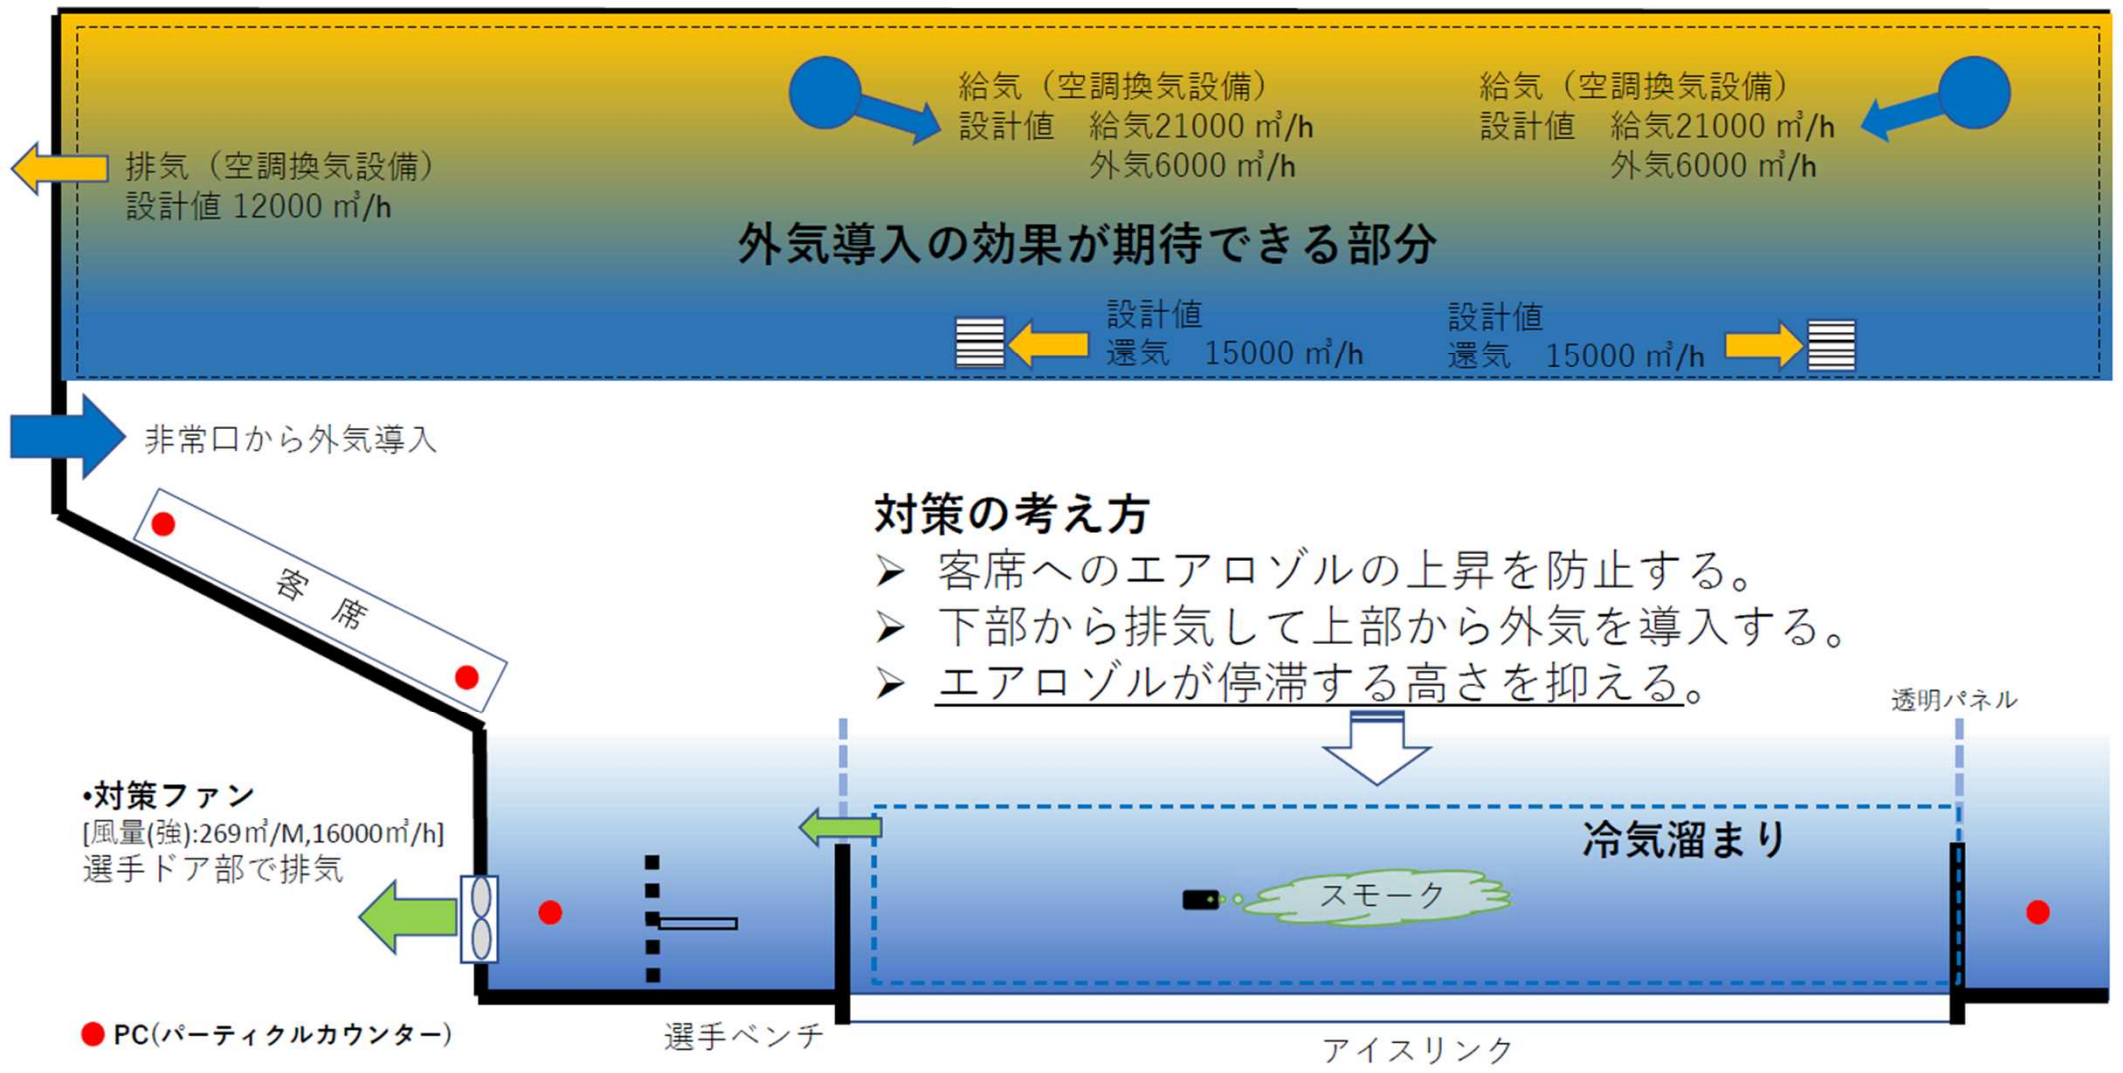 給気（空調換気設備）
設計値　給気21000 ㎥/h
外気6000 ㎥/h
給気（空調換気設備）
設計値　給気21000 ㎥/h
外気6000 ㎥/h
排気（空調換気設備）
設計値 12000 ㎥/h
外気導入の効果が期待できる部分
設計値
還気　15000 ㎥/h
設計値
還気　15000 ㎥/h
非常口から外気導入
客 席
対策の考え方
➢ 客席へのエアロゾルの上昇を防止する。
➢ 下部から排気して上部から外気を導入する。
➢ エアロゾルが停滞する高さを抑える。
透明パネル
•対策ファン
[風量(強):269㎥/M,16000㎥/h]
選手ドア部で排気
冷気溜まり
スモーク
PC(パーティクルカウンター)
選手ベンチ
アイスリンク